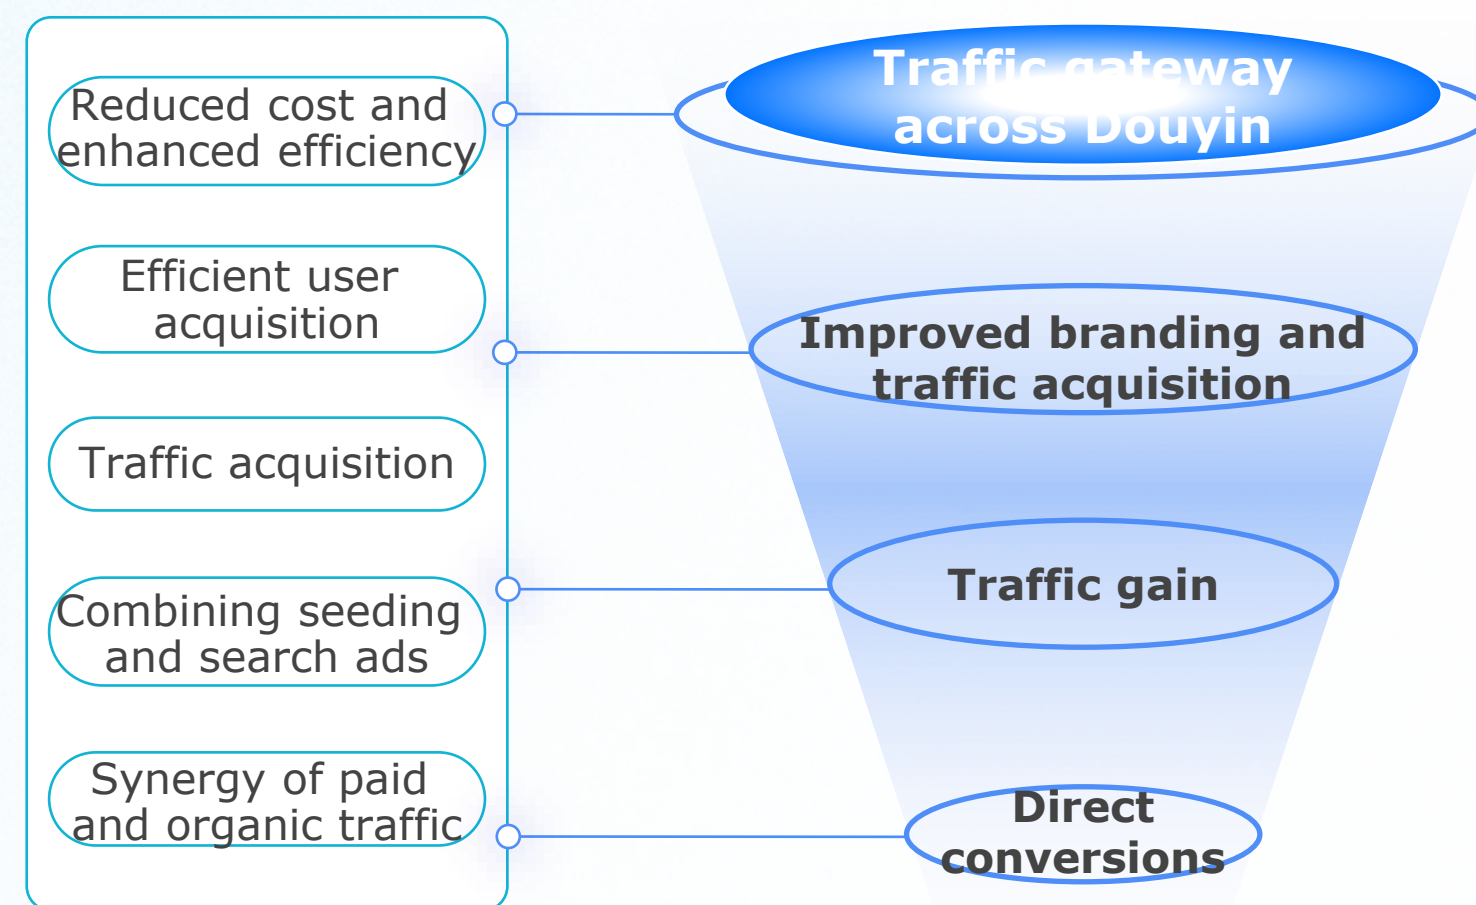 Reduced cost and
enhanced efficiency
Efficient user
acquisition
Traffic acquisition
Combining seeding
and search ads
Synergy of paid
and organic traffic
Traffic gateway
across Douyin
Improved branding and
traffic acquisition
Traffic gain
Direct
conversions